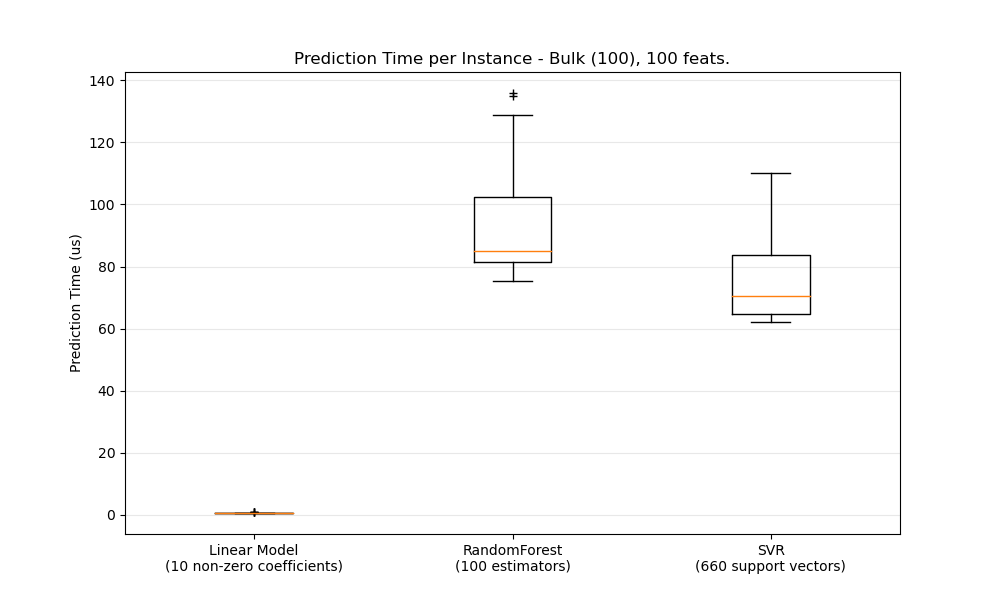 Prediction Time per Instance - Bulk (100), 100 feats.
140
120
100
80
60
40
20
0
Prediction Time (us)
Linear Model
(10 non-zero coefficients)
RandomForest
(100 estimators)
SVR
(660 support vectors)